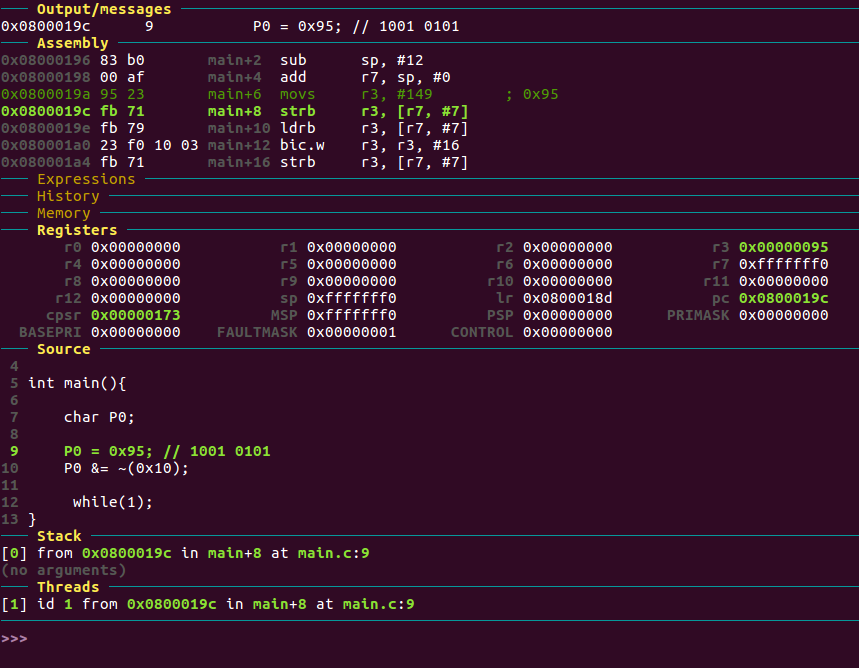 Output/messages
0x0800019c      9           P0 = 0x95; // 1001 0101
Assembly
0x08000196 83 b0       main+2  sub      sp, #12
0x08000198 00 af       main+4  add      r7, sp, #0
0x0800019a 95 23       main+6  movs     r3, #149        ; 0x95
0x0800019c fb 71       main+8  strb     r3, [r7, #7]
0x0800019e fb 79       main+10 ldrb     r3, [r7, #7]
0x080001a0 23 f0 10 03 main+12 bic.w    r3, r3, #16
0x080001a4 fb 71       main+16 strb     r3, [r7, #7]
Expressions
History
Memory
Registers
r0 0x00000000 r1 0x00000000 r2 0x00000000 r3 0x00000095
r4 0x00000000 r5 0x00000000 r6 0x00000000 r7 0xfffffff0
r8 0x00000000 r9 0x00000000 r10 0x00000000 r11 0x00000000
r12 0x00000000 sp 0xfffffff0 lr 0x0800018d pc 0x0800019c
cpsr 0x00000173 MSP 0xfffffff0 PSP 0x00000000 PRIMASK 0x00000000
BASEPRI 0x00000000 FAULTMASK 0x00000001 CONTROL 0x00000000
Source
4
5 int main(){
6
7     char P0;
8
9     P0 = 0x95; // 1001 0101
10     P0 &= ~(0x10);
11
12      while(1);
13 }
Stack
[0] from 0x0800019c in main+8 at main.c:9
(no arguments)
Threads
[1] id 1 from 0x0800019c in main+8 at main.c:9
>>>